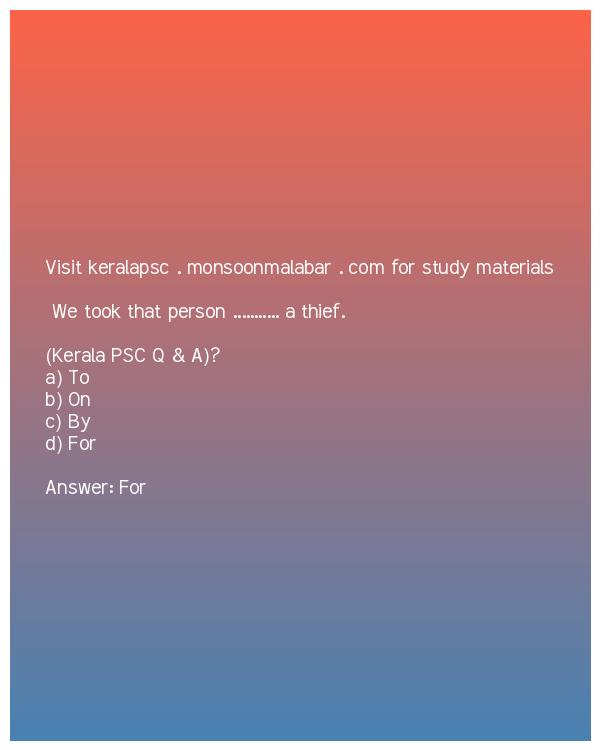 Visit keralapsc . monsoonmalabar . com for study materials
We took that person ........... a thief.
(Kerala PSC Q & A)?
a) To
b) On
c) By
d) For
Answer: For